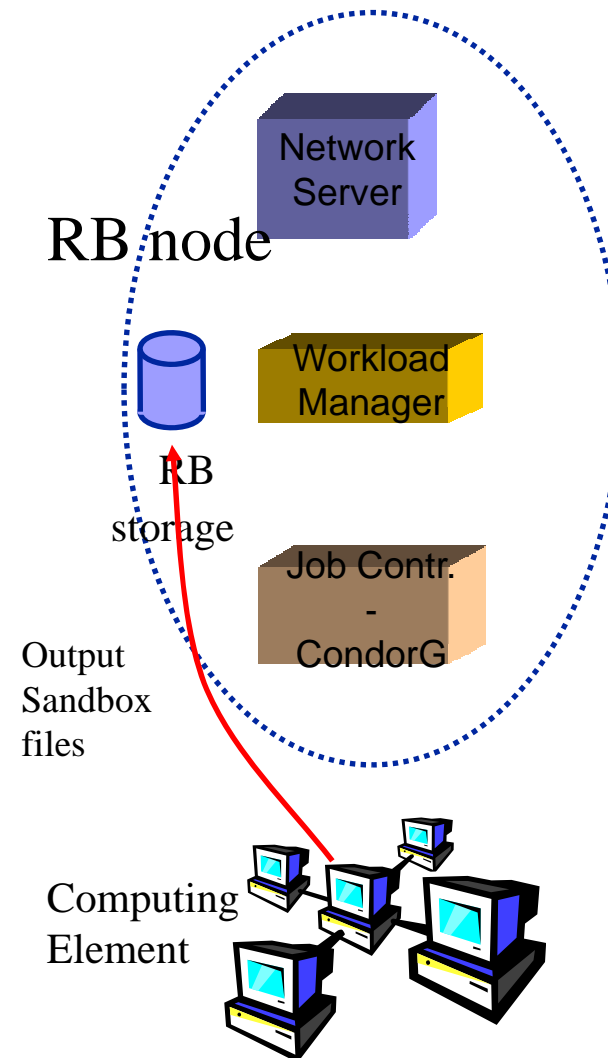 Network
Server
RB node
Workload
Manager
RB
storage
Job Contr.
-
CondorG
Output
Sandbox
files
Computing
Element